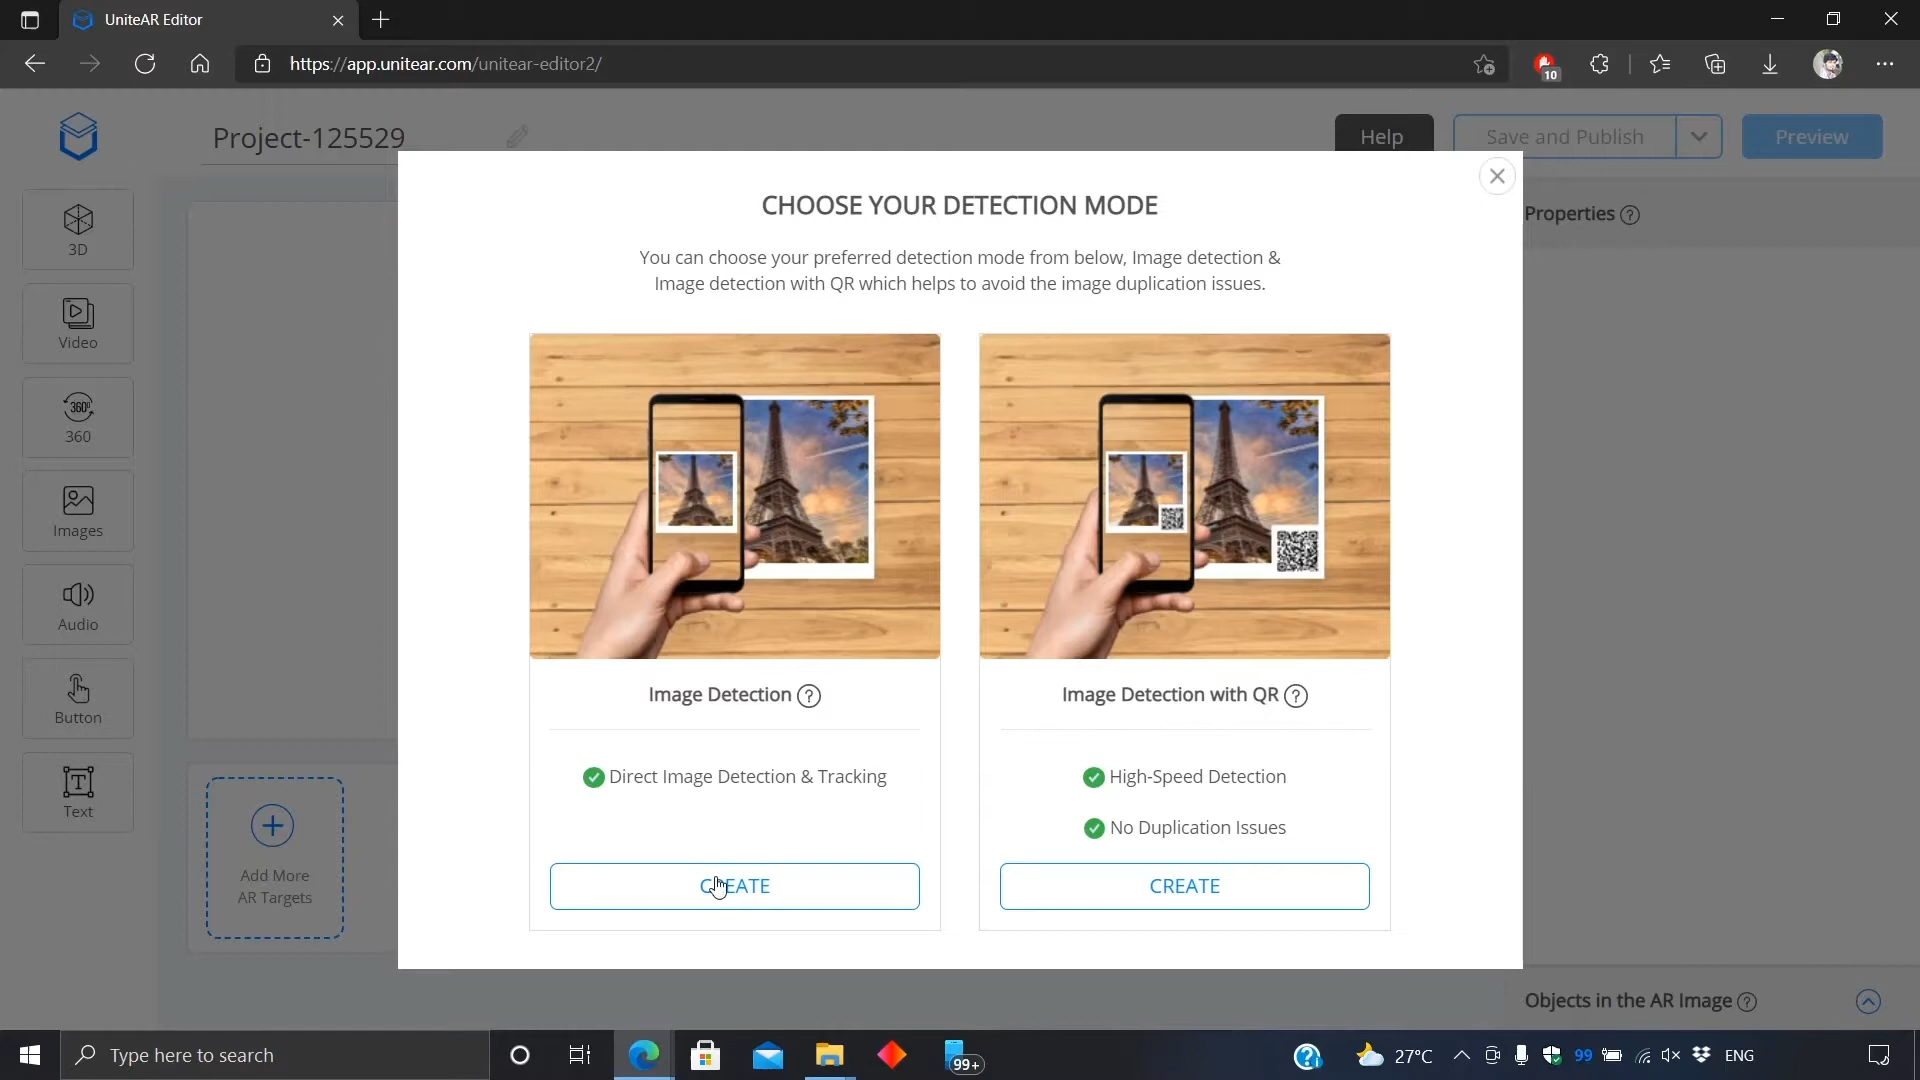 UniteAR Editor
https://app.unitear.com/unitear-editor2/
10
Project-125529
Help
Save and Publish
Preview
3D
Video
360°
360
Images
Audio
Button
T
Text
Add More
AR Targets
CHOOSE YOUR DETECTION MODE
You can choose your preferred detection mode from below, Image detection &
Image detection with QR which helps to avoid the image duplication issues.
Image Detection ?
Direct Image Detection & Tracking
CREATE
Image Detection with QR ?
High-Speed Detection
No Duplication Issues
CREATE
Properties ?
Objects in the AR Image ?
Type here to search
99+
27°C
99
ENG